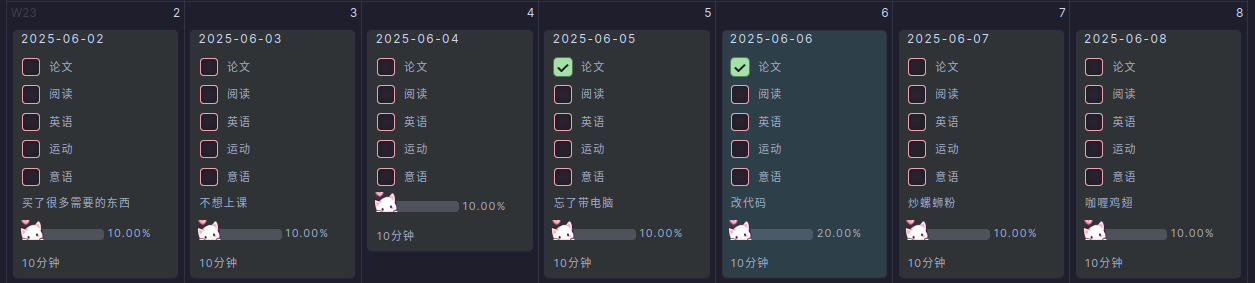 W23 2 3 4 5 6 7 8
2025-06-02
论文
阅读
英语
运动
意语
买了很多需要的东西
10.00%
10分钟
2025-06-03
论文
阅读
英语
运动
意语
不想上课
10.00%
10分钟
2025-06-04
论文
阅读
英语
运动
意语
10.00%
10分钟
2025-06-05
论文
阅读
英语
运动
意语
忘了带电脑
10.00%
10分钟
2025-06-06
论文
阅读
英语
运动
意语
改代码
20.00%
10分钟
2025-06-07
论文
阅读
英语
运动
意语
炒螺蛳粉
10.00%
10分钟
2025-06-08
论文
阅读
英语
运动
意语
咖喱鸡翅
10.00%
10分钟